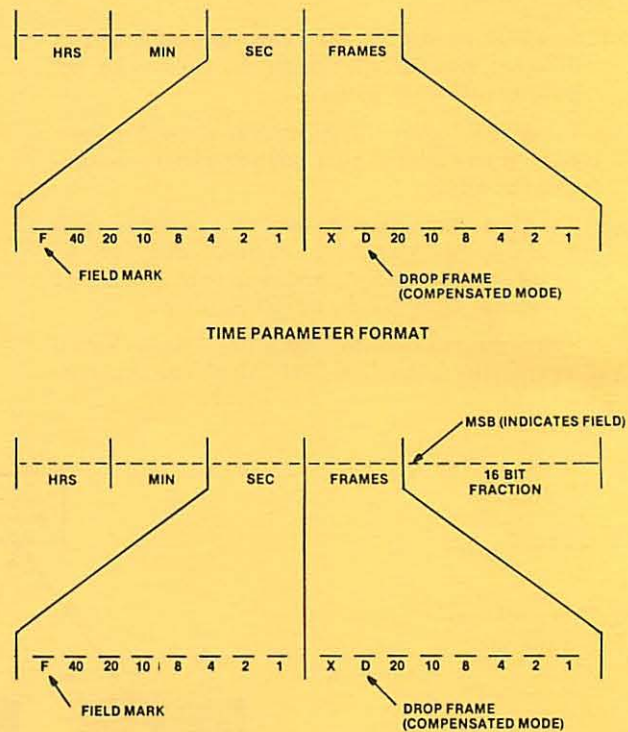 HRS MIN SEC FRAMES
F 40 20 10 8 4 2 1 X D 20 10 8 4 2 1
FIELD MARK
DROP FRAME
(COMPENSATED MODE)
TIME PARAMETER FORMAT
MSB (INDICATES FIELD)
HRS MIN SEC FRAMES 16 BIT
FRACTION
F 40 20 10 8 4 2 1 X D 20 10 8 4 2 1
FIELD MARK
DROP FRAME
(COMPENSATED MODE)